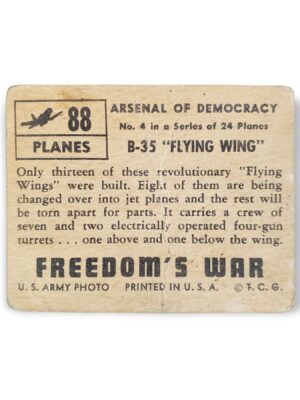 88
PLANES
ARSENAL OF DEMOCRACY
No. 4 in a Series of 24 Planes
B-35 "FLYING WING"
Only thirteen of these revolutionary "Flying
Wings" were built. Eight of them are being
changed over into jet planes and the rest will
be torn apart for parts. It carries a crew of
seven and two electrically operated four-gun
turrets . . . one above and one below the wing.
FREEDOM'S WAR
U. S. ARMY PHOTO PRINTED IN U. S. A. © T. C. G.